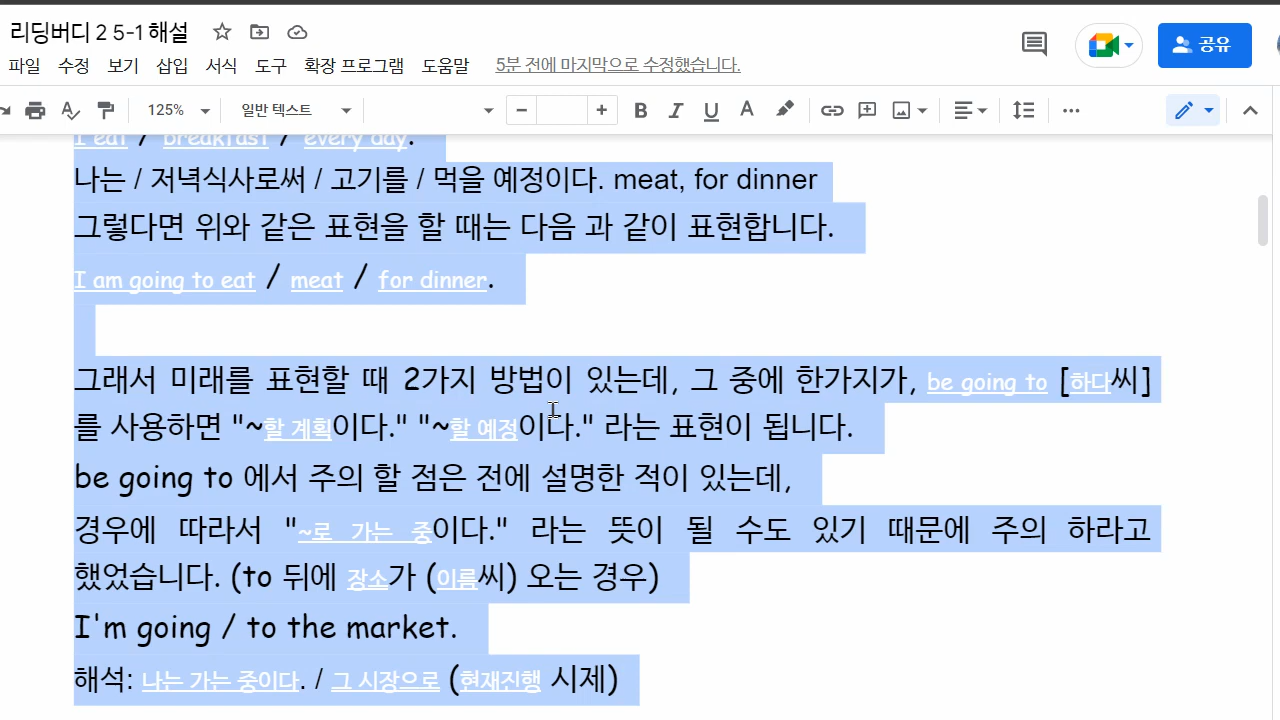 리딩버디 2 5-1 해설
파일 수정 보기 삽입 서식 도구 확장 프로그램 도움말 5분 전에 마지막으로 수정했습니다.
공유
125% 일반 텍스트 B I U A
I eat / breakfast / every day.
나는 / 저녁식사로써 / 고기를 / 먹을 예정이다. meat, for dinner
그렇다면 위와 같은 표현을 할 때는 다음 과 같이 표현합니다.
I am going to eat / meat / for dinner.
그래서 미래를 표현할 때 2가지 방법이 있는데, 그 중에 한가지가, be going to [하다씨]
를 사용하면 "~할 계획이다." "~할 예정이다." 라는 표현이 됩니다.
be going to 에서 주의 할 점은 전에 설명한 적이 있는데,
경우에 따라서 "~로 가는 중이다." 라는 뜻이 될 수도 있기 때문에 주의 하라고
했었습니다. (to 뒤에 장소가 (이름씨) 오는 경우)
I'm going / to the market.
해석: 나는 가는 중이다. / 그 시장으로 (현재진행 시제)